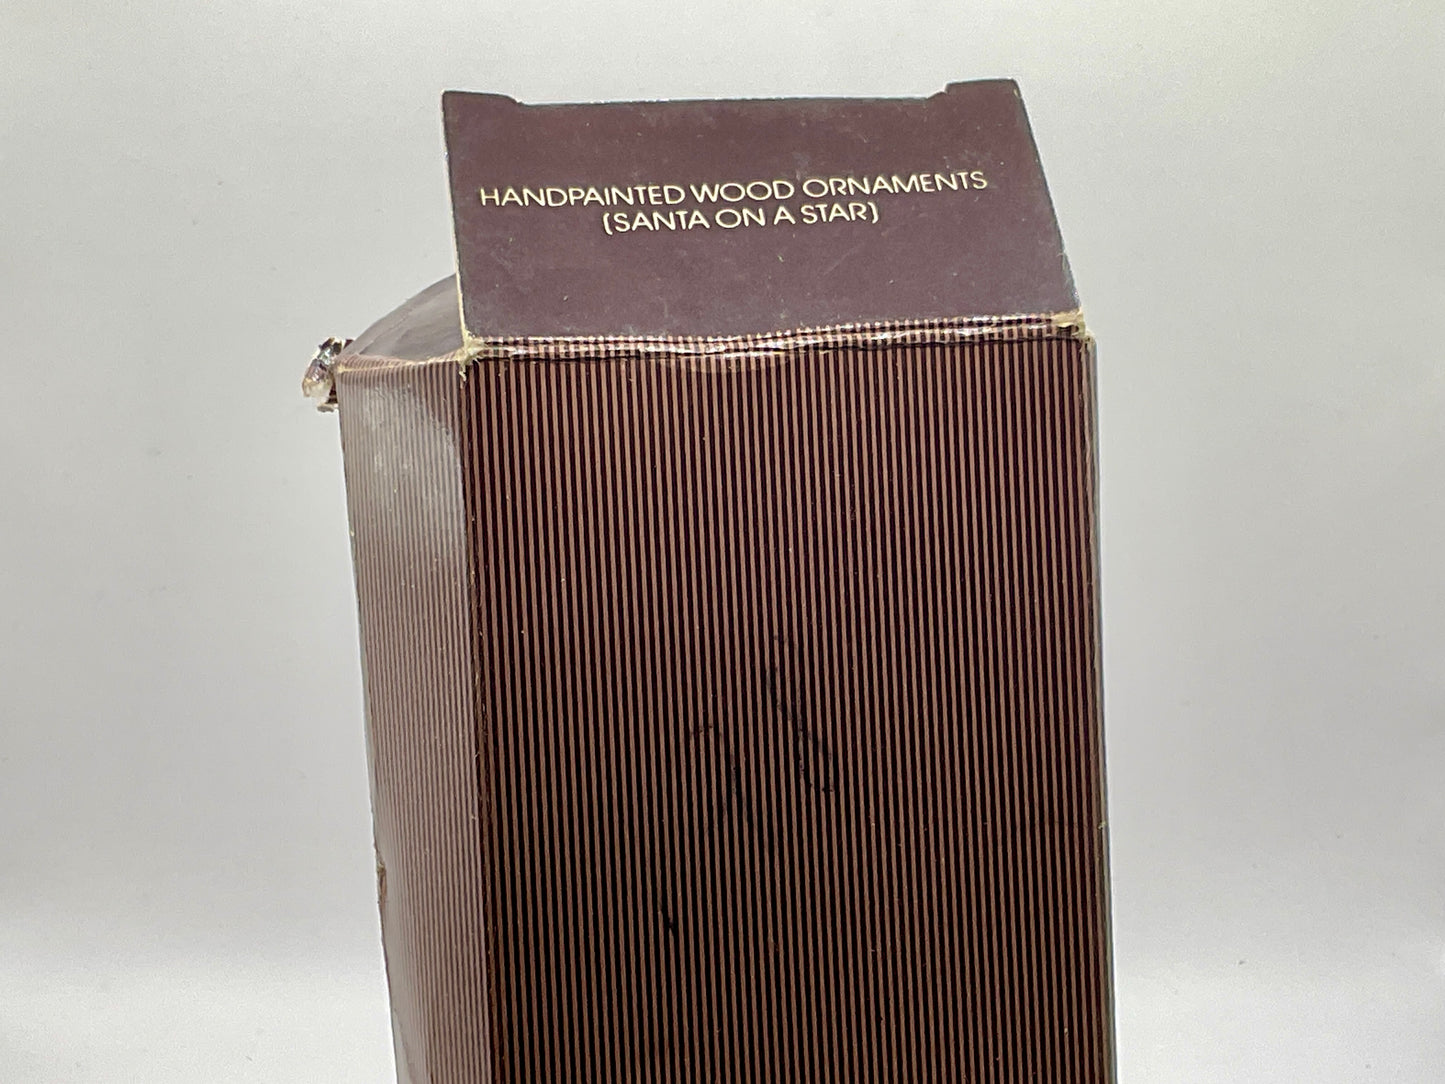 HANDPAINTED WOOD ORNAMENTS
(SANTA ON A STAR)